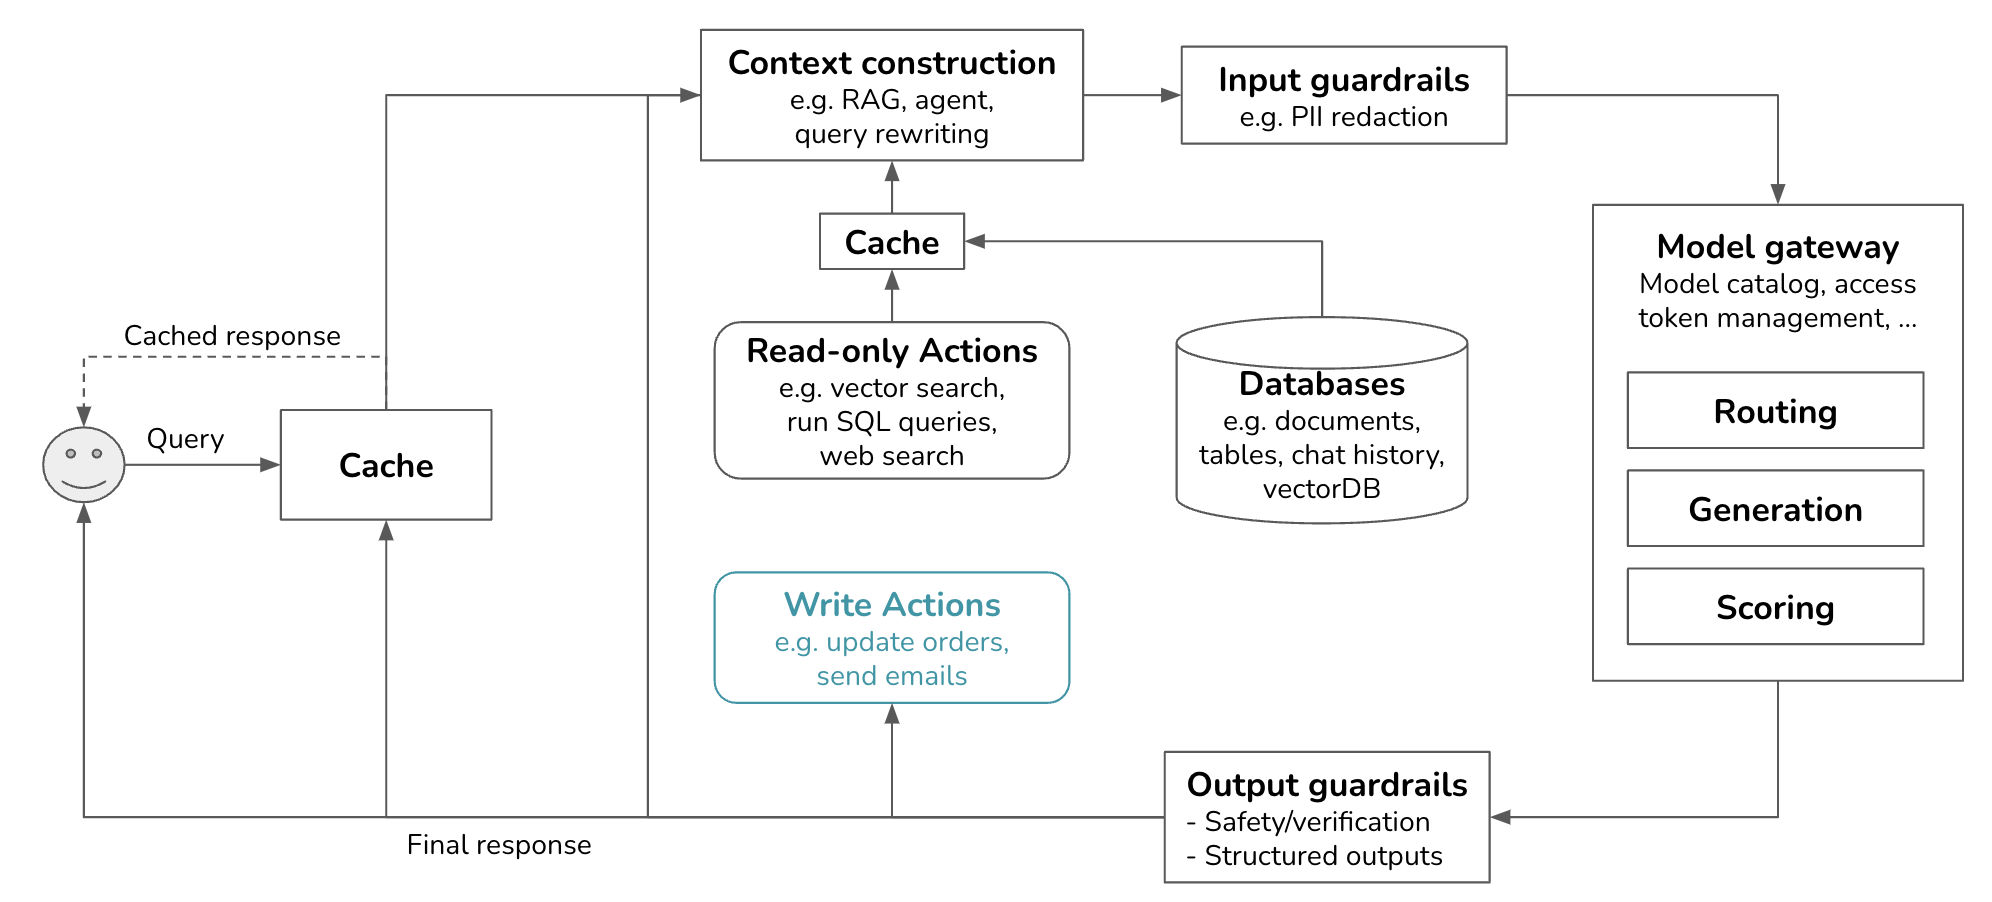 Context construction
e.g. RAG, agent,
query rewriting
Input guardrails
e.g. PII redaction
Cache
Model gateway
Model catalog, access
token management, ...
Cached response
Read-only Actions
e.g. vector search,
run SQL queries,
web search
Databases
e.g. documents,
tables, chat history,
vectorDB
Routing
Query
Cache
Generation
Scoring
Write Actions
e.g. update orders,
send emails
Output guardrails
- Safety/verification
- Structured outputs
Final response